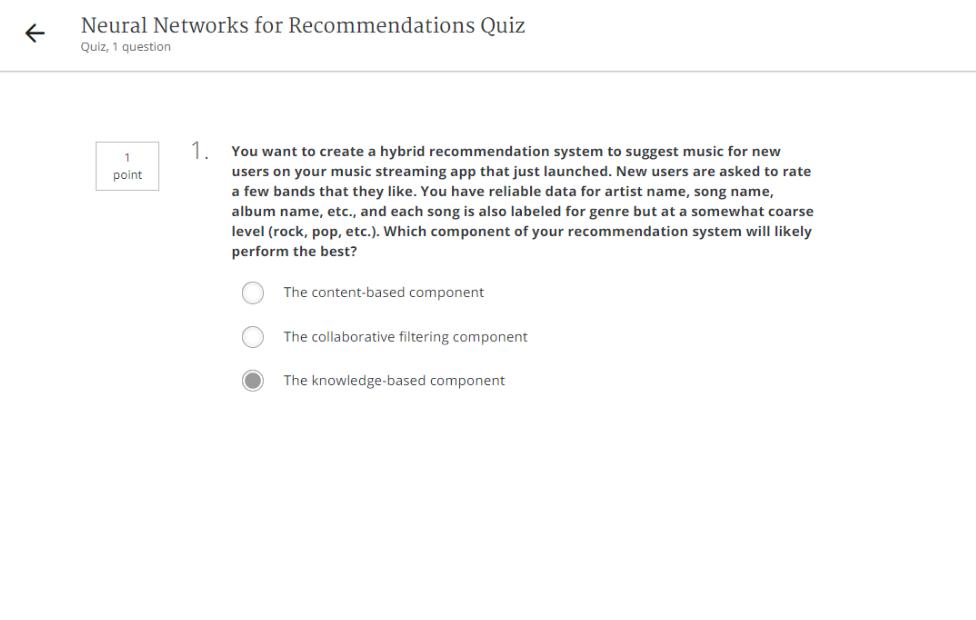 Neural Networks for Recommendations Quiz
Quiz, 1 question
1
point
1.
You want to create a hybrid recommendation system to suggest music for new
users on your music streaming app that just launched. New users are asked to rate
a few bands that they like. You have reliable data for artist name, song name,
album name, etc., and each song is also labeled for genre but at a somewhat coarse
level (rock, pop, etc.). Which component of your recommendation system will likely
perform the best?
The content-based component
The collaborative filtering component
The knowledge-based component